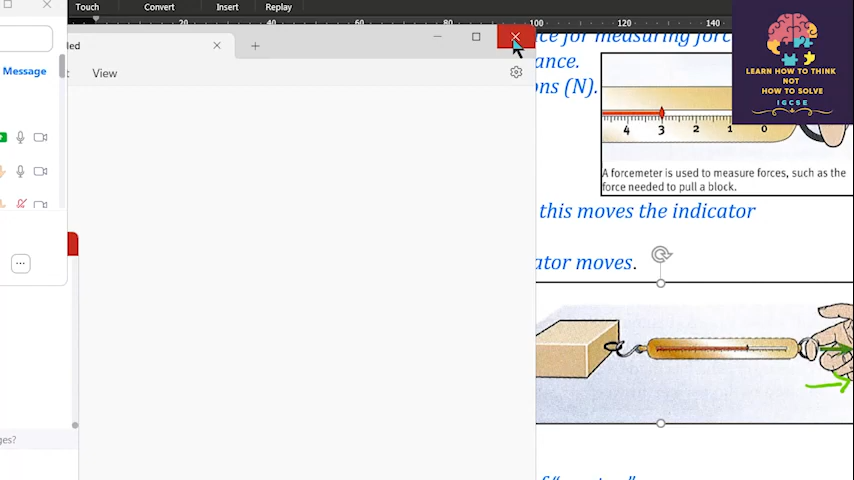 Touch Convert Insert Replay
20 40 60 80 100 120 140
led
ce for measuring forc
Message
View
ance.
ons (N).
LEARN HOW TO THINK
NOT
HOW TO SOLVE
IGCSE
4 3 2 1 0
A forcemeter is used to measure forces, such as the
force needed to pull a block.
this moves the indicator
ator moves.
ges?